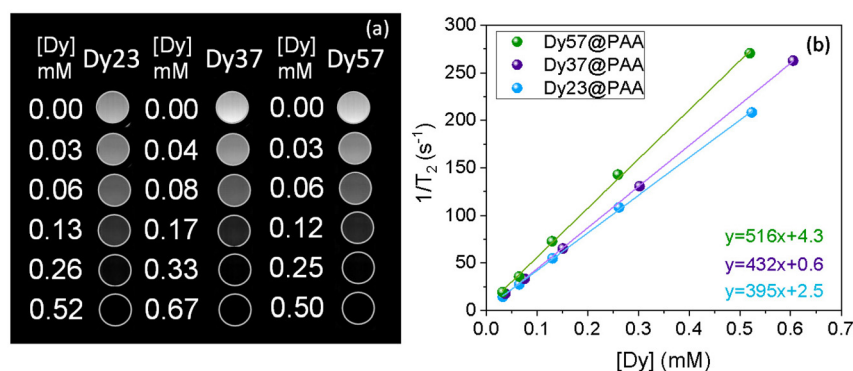 (a)
[Dy] Dy23 [Dy] Dy37 [Dy] Dy57
mM mM mM
0.00 0.00 0.00
0.03 0.04 0.03
0.06 0.08 0.06
0.13 0.17 0.12
0.26 0.33 0.25
0.52 0.67 0.50
(b)
Dy57@PAA
Dy37@PAA
Dy23@PAA
1/T₂ (s⁻¹)
300
250
200
150
100
50
0
y=516x+4.3
y=432x+0.6
y=395x+2.5
0.0 0.1 0.2 0.3 0.4 0.5 0.6 0.7
[Dy] (mM)